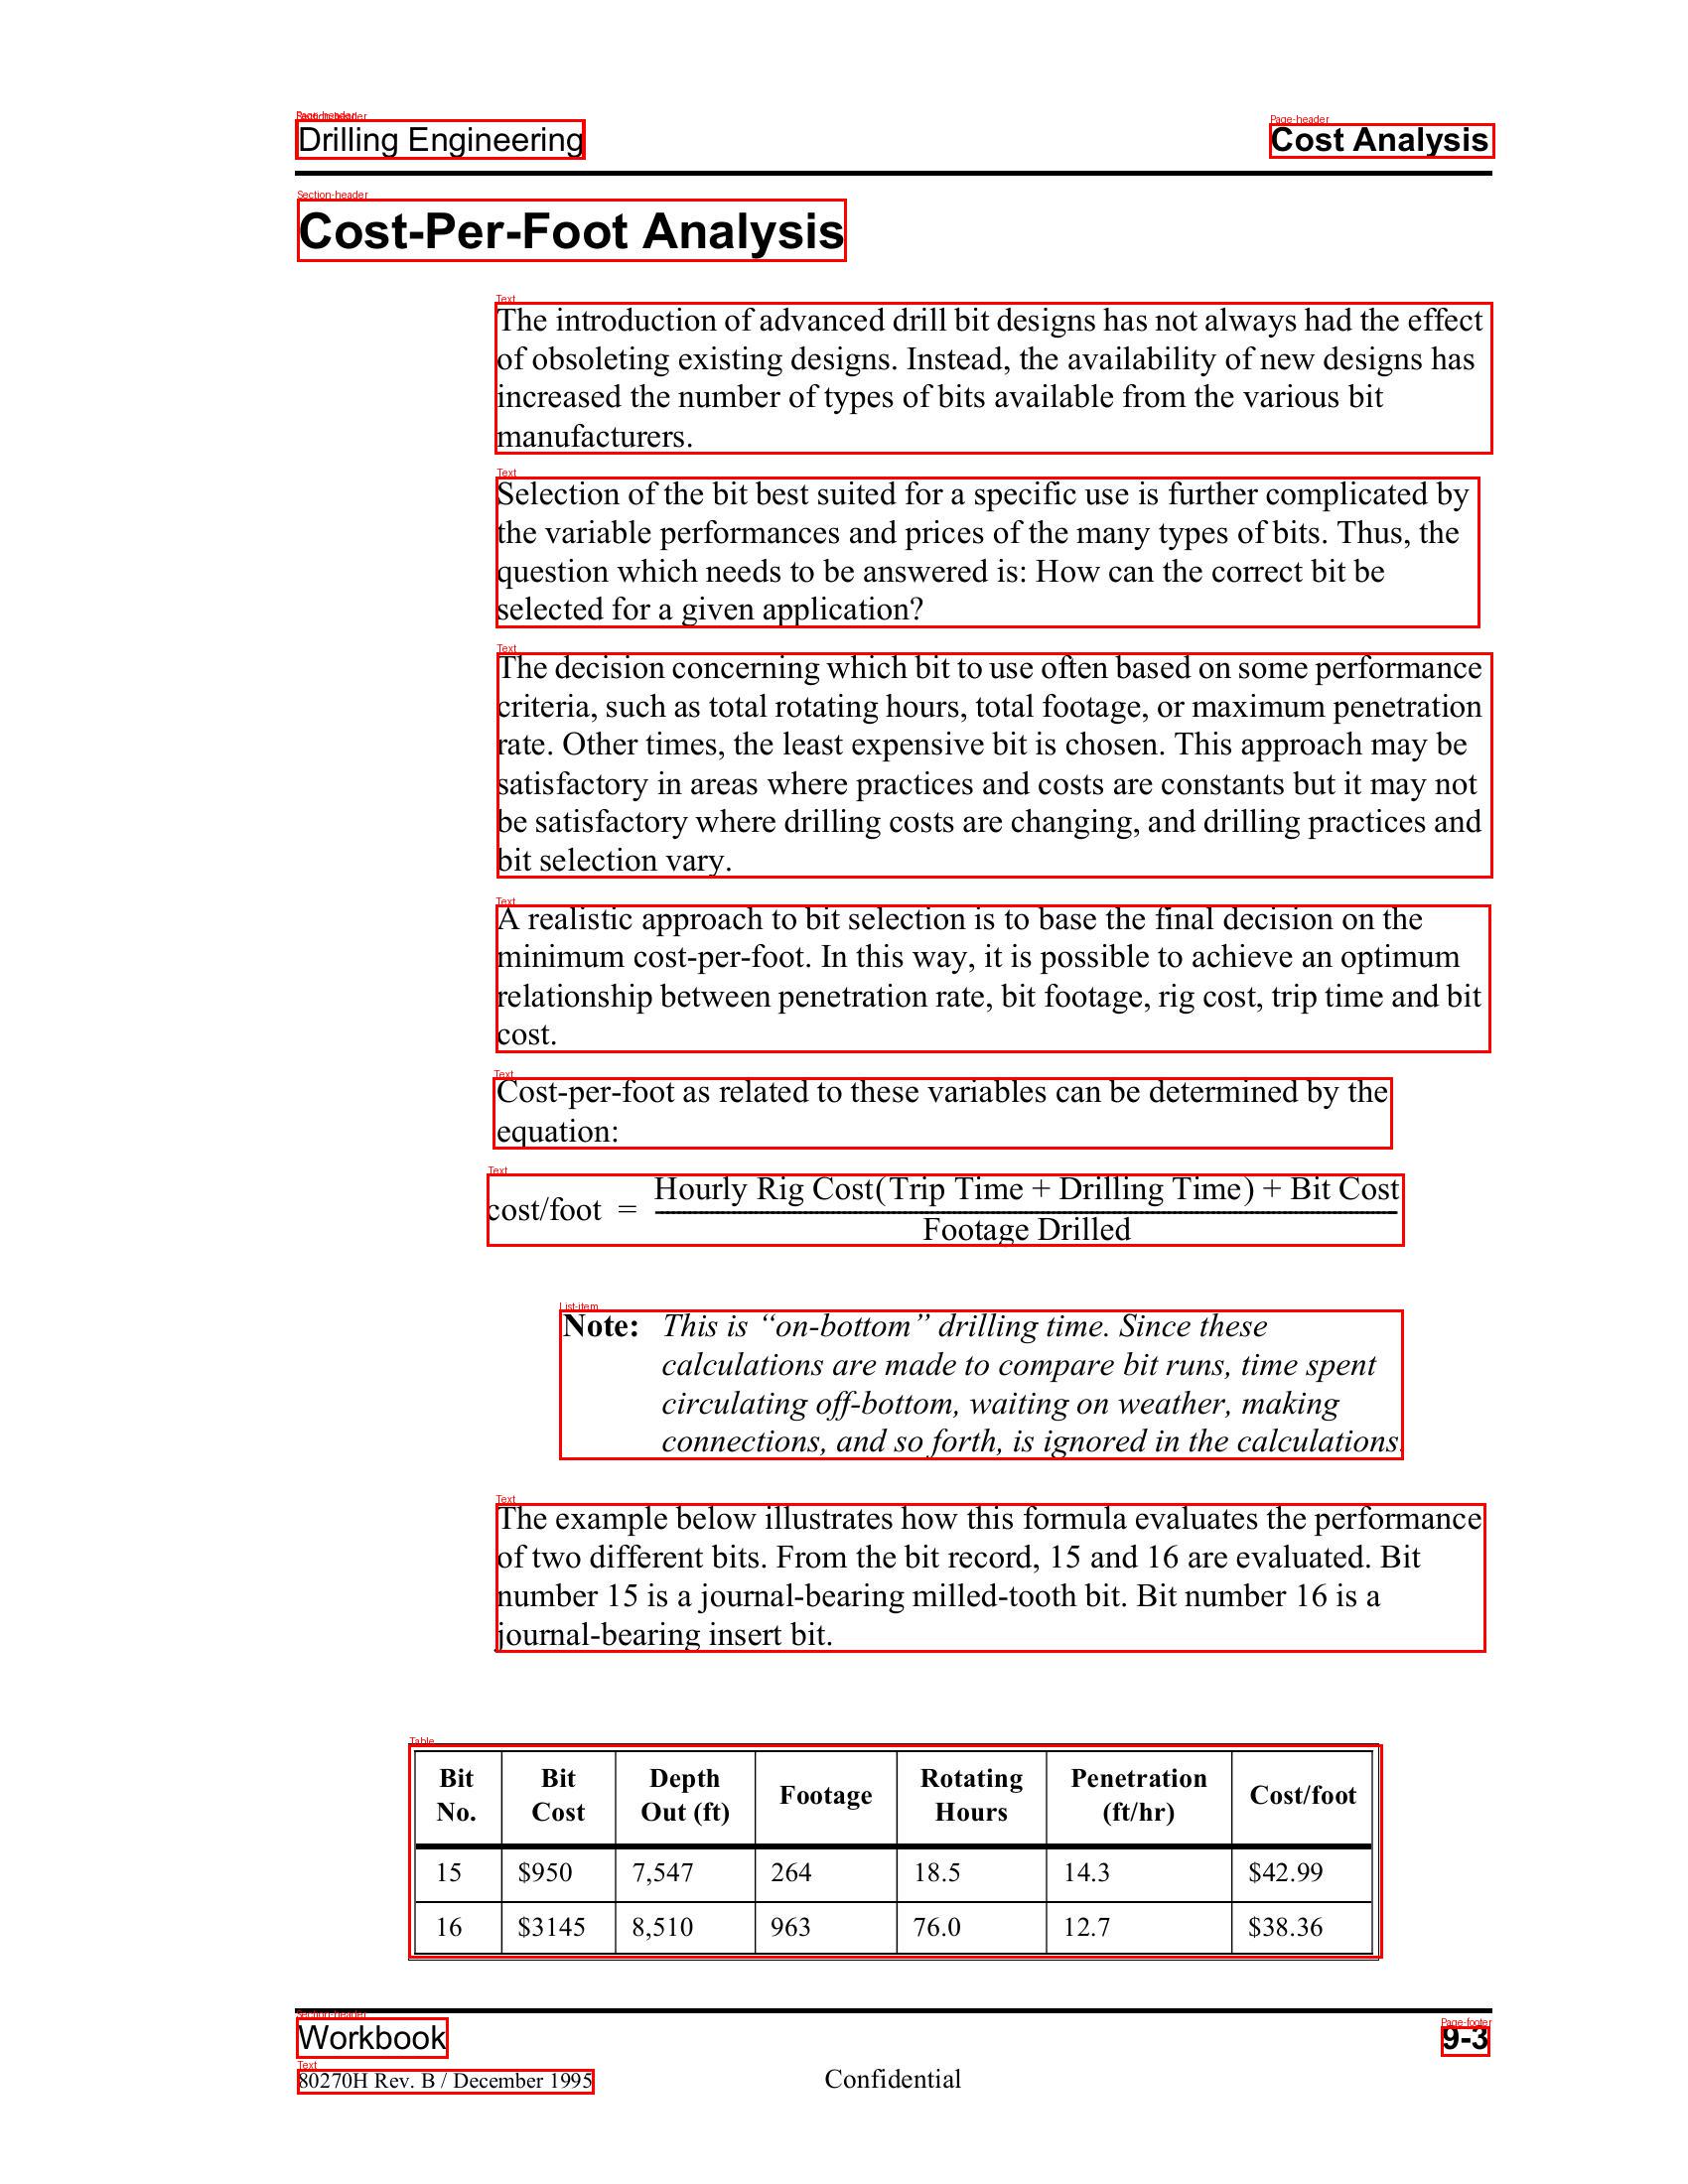 Drilling Engineering Cost Analysis
Cost-Per-Foot Analysis
Text
The introduction of advanced drill bit designs has not always had the effect
of obsoleting existing designs. Instead, the availability of new designs has
increased the number of types of bits available from the various bit
manufacturers.
Text
Selection of the bit best suited for a specific use is further complicated by
the variable performances and prices of the many types of bits. Thus, the
question which needs to be answered is: How can the correct bit be
selected for a given application?
Text
The decision concerning which bit to use often based on some performance
criteria, such as total rotating hours, total footage, or maximum penetration
rate. Other times, the least expensive bit is chosen. This approach may be
satisfactory in areas where practices and costs are constants but it may not
be satisfactory where drilling costs are changing, and drilling practices and
bit selection vary.
Text
A realistic approach to bit selection is to base the final decision on the
minimum cost-per-foot. In this way, it is possible to achieve an optimum
relationship between penetration rate, bit footage, rig cost, trip time and bit
cost.
Text
Cost-per-foot as related to these variables can be determined by the
equation:
Text
cost/foot = Hourly Rig Cost(Trip Time + Drilling Time) + Bit Cost
Footage Drilled
List-item
Note: This is “on-bottom” drilling time. Since these
calculations are made to compare bit runs, time spent
circulating off-bottom, waiting on weather, making
connections, and so forth, is ignored in the calculations.
Text
The example below illustrates how this formula evaluates the performance
of two different bits. From the bit record, 15 and 16 are evaluated. Bit
number 15 is a journal-bearing milled-tooth bit. Bit number 16 is a
journal-bearing insert bit.
Table
Bit No. Bit Cost Depth Out (ft) Footage Rotating Hours Penetration (ft/hr) Cost/foot
15 $950 7,547 264 18.5 14.3 $42.99
16 $3145 8,510 963 76.0 12.7 $38.36
Workbook 9-3
80270H Rev. B / December 1995 Confidential